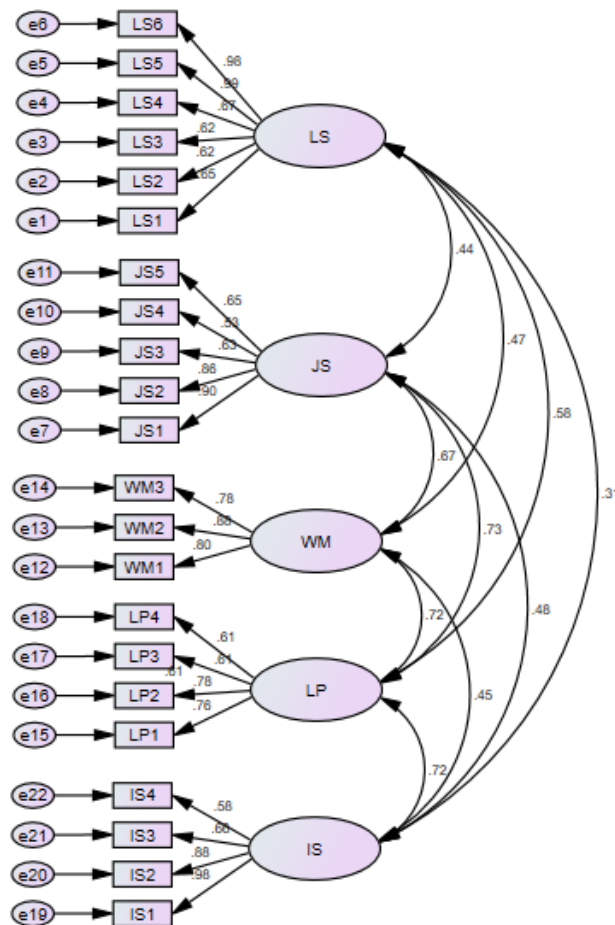 e6 LS6
.98
e5 LS5
.99
e4 LS4
.67
e3 LS3
.62
LS
e2 LS2
.62
e1 LS1
.65
.44
e11 JS5
.65
e10 JS4
.53
e9 JS3
.63
JS
.47
e8 JS2
.86
e7 JS1
.90
.58
.67
.31
e14 WM3
.78
e13 WM2
WM
.73
e12 WM1
.80
.72
.48
e18 LP4
.61
e17 LP3
.61
.61
LP
e16 LP2
.78
.45
e15 LP1
.76
.72
e22 IS4
.58
e21 IS3
.66
IS
e20 IS2
.88
e19 IS1
.98